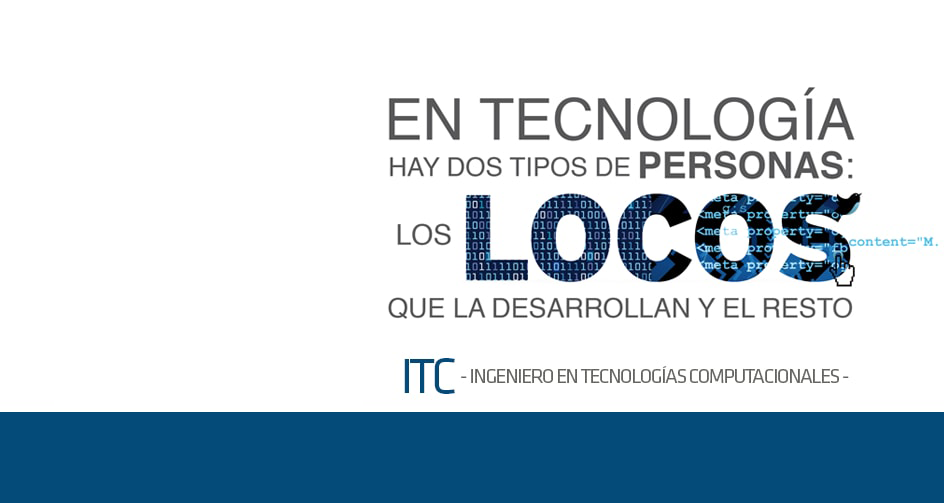 EN TECNOLOGÍA
HAY DOS TIPOS DE PERSONAS:
LOS LOCOS
content="M.
QUE LA DESARROLLAN Y EL RESTO
ITC - INGENIERO EN TECNOLOGÍAS COMPUTACIONALES -